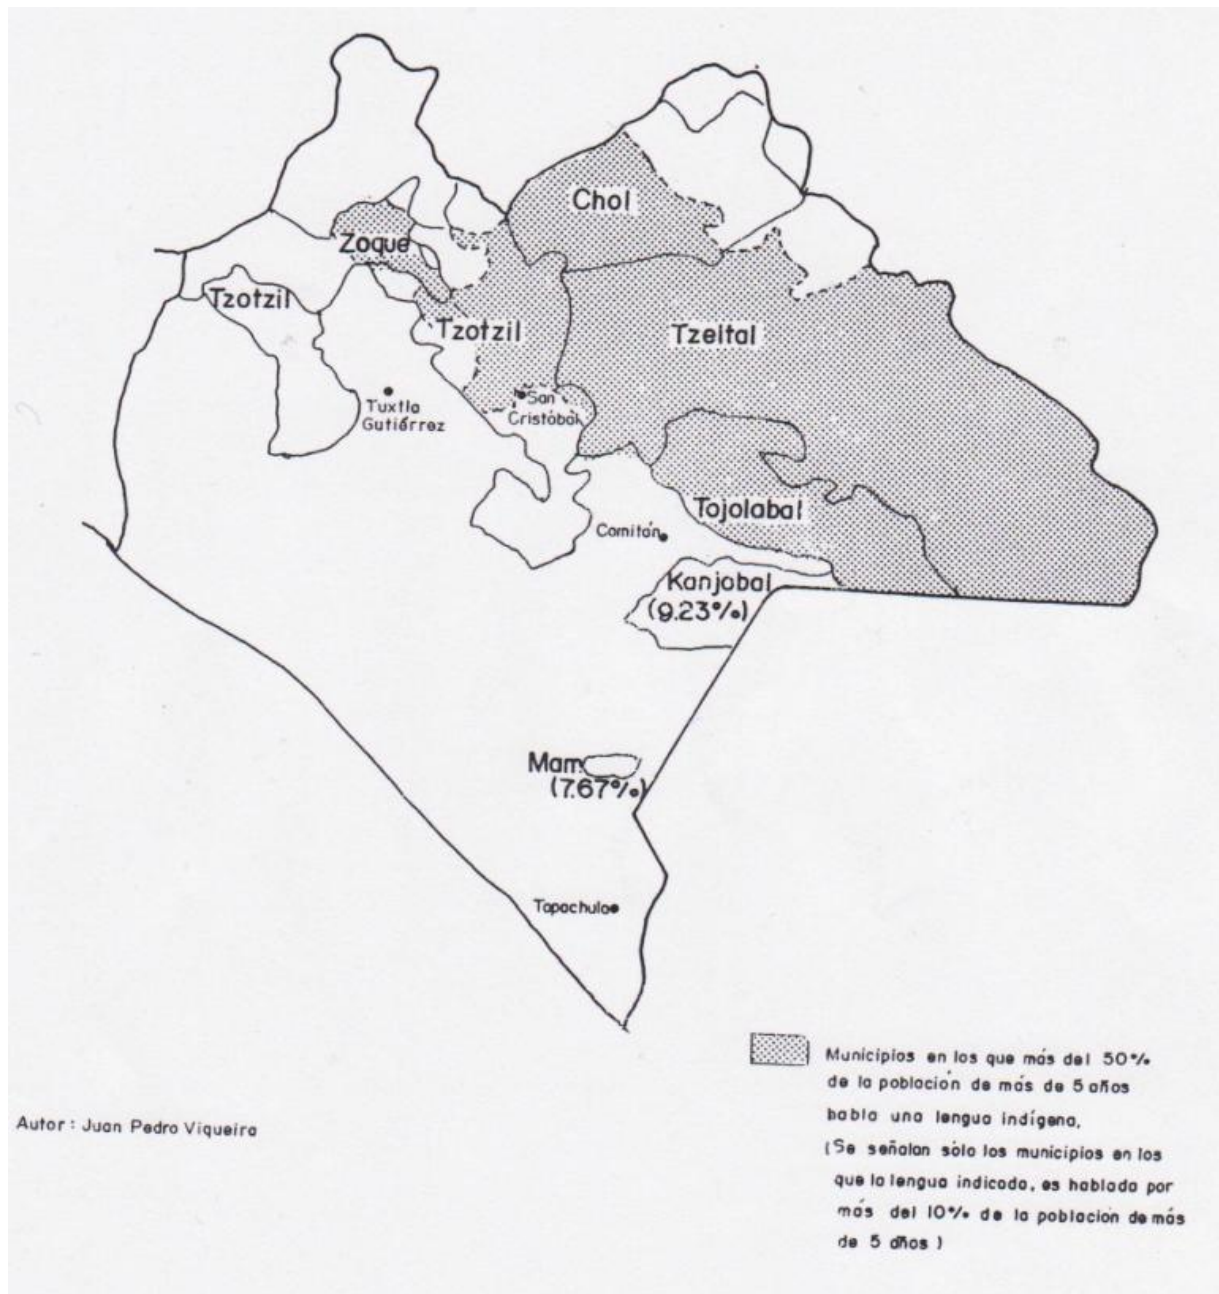 Chol
Zoque
Tzotzil
Tzotzil
Tzeltal
Tuxtla
Gutiérrez
San
Cristóbal
Tojolabal
Comitán
Kanjobal
(9.23%)
Mam
(7.67%)
Tapachula
Municipios en los que más del 50%
de la población de más de 5 años
habla una lengua indígena.
(Se señalan sólo los municipios en los
que la lengua indicada, es hablada por
más del 10% de la población de más
de 5 años)
Autor: Juan Pedro Viqueira